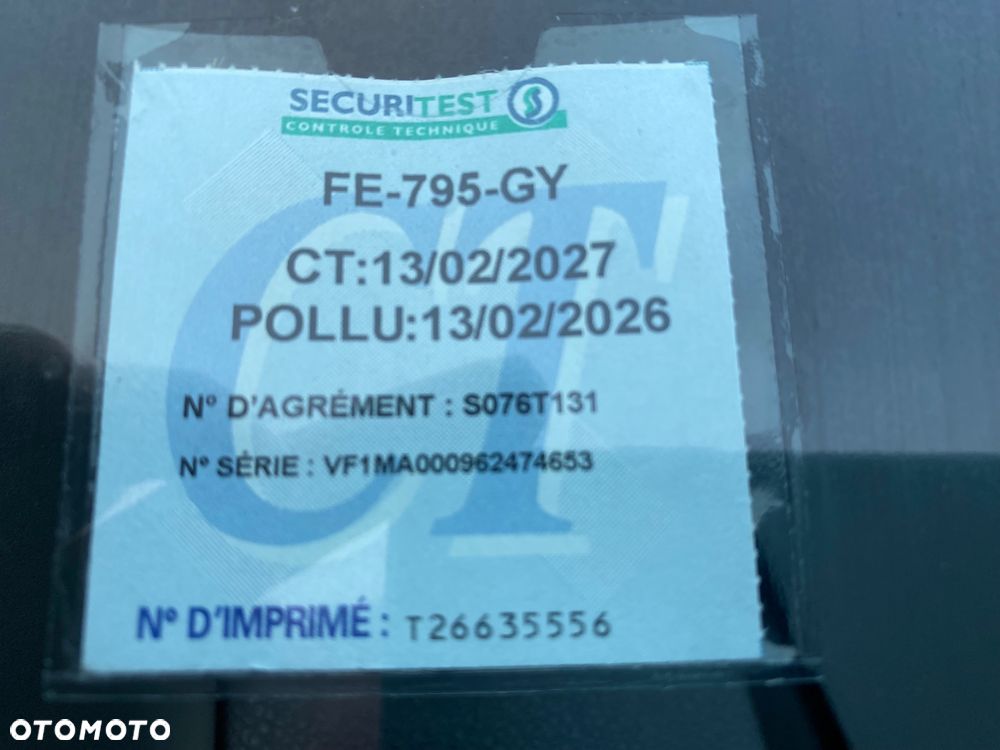 SECURITEST S
CONTROLE TECHNIQUE
FE-795-GY
CT:13/02/2027
POLLU:13/02/2026
N° D'AGRÉMENT : S076T131
N° SÉRIE : VF1MA000962474653
CT
N° D'IMPRIMÉ : T26635556
OTOMOTO